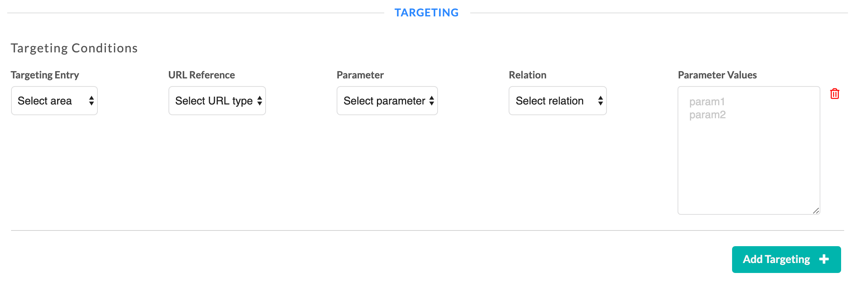 TARGETING
Targeting Conditions
Targeting Entry URL Reference Parameter Relation Parameter Values
Select area Select URL type Select parameter Select relation
param1
param2
Add Targeting +